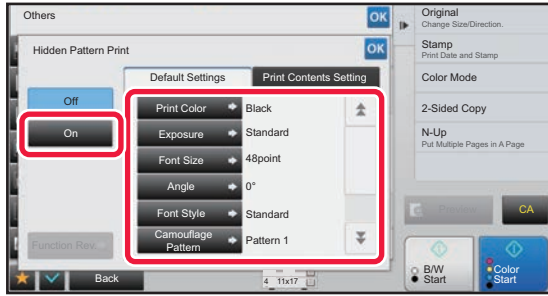 Others
OK
Hidden Pattern Print
OK
Default Settings
Print Contents Setting
Off
On
Print Color
Black
Exposure
Standard
Font Size
48point
Angle
0°
Font Style
Standard
Camouflage
Pattern
Pattern 1
Function Rev.
Back
4 11x17
Original
Change Size/Direction.
Stamp
Print Date and Stamp
Color Mode
2-Sided Copy
N-Up
Put Multiple Pages in A Page
Preview
CA
B/W
Start
Color
Start